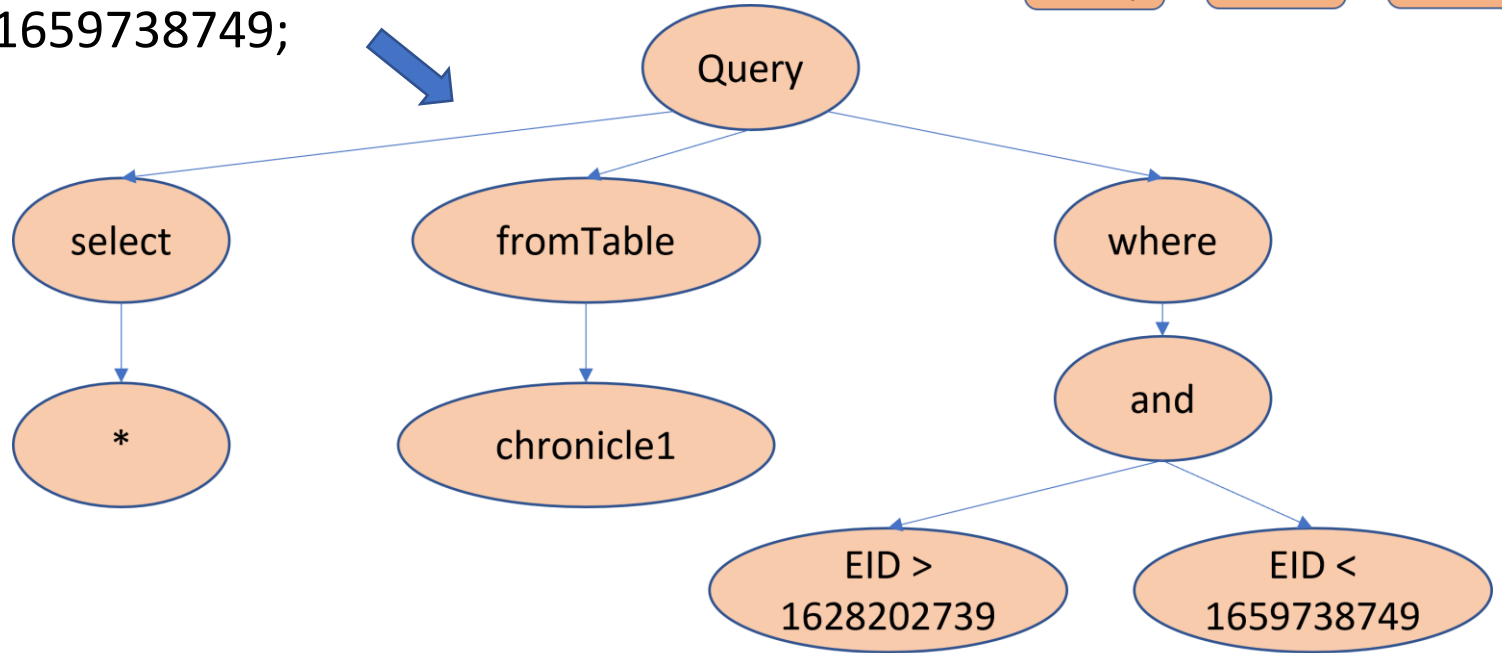 1659738749;
Query
select
fromTable
where
*
chronicle1
and
EID >
1628202739
EID <
1659738749